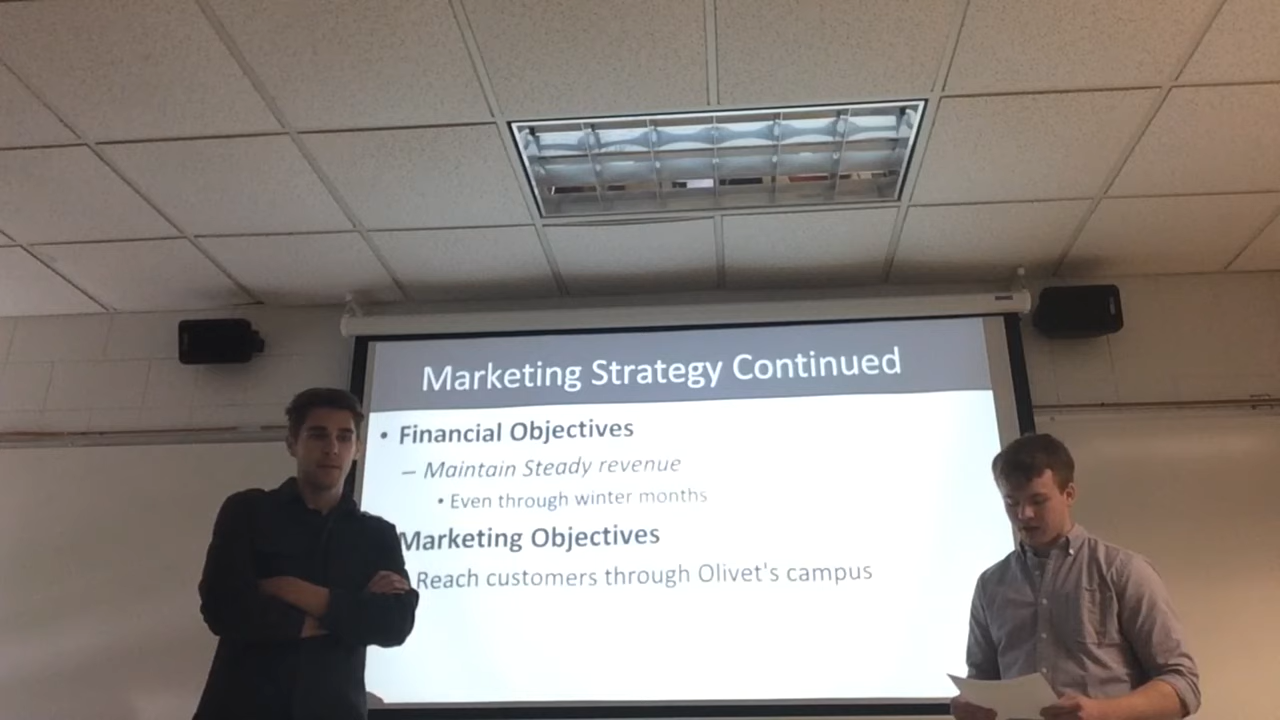 Marketing Strategy Continued
• Financial Objectives
– Maintain Steady revenue
• Even through winter months
Marketing Objectives
Reach customers through Olivet's campus